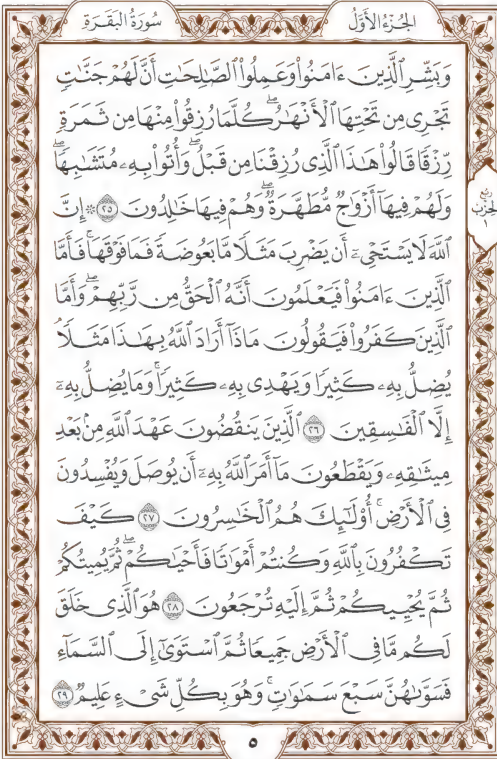 الجُزْءُ الأَوَّلُ
سُورَةُ البَقَرَةِ
وَبَشِّرِ ٱلَّذِينَ ءَامَنُوا۟ وَعَمِلُوا۟ ٱلصَّٰلِحَٰتِ أَنَّ لَهُمْ جَنَّٰتٍ
تَجْرِى مِن تَحْتِهَا ٱلْأَنْهَٰرُ ۖ كُلَّمَا رُزِقُوا۟ مِنْهَا مِن ثَمَرَةٍ
رِّزْقًا قَالُوا۟ هَٰذَا ٱلَّذِى رُزِقْنَا مِن قَبْلُ ۖ وَأُتُوا۟ بِهِۦ مُتَشَٰبِهًا ۖ
وَلَهُمْ فِيهَآ أَزْوَٰجٌ مُّطَهَّرَةٌ ۖ وَهُمْ فِيهَا خَٰلِدُونَ ٢٥ ۞ إِنَّ
ٱللَّهَ لَا يَسْتَحْىِۦٓ أَن يَضْرِبَ مَثَلًا مَّا بَعُوضَةً فَمَا فَوْقَهَا ۚ فَأَمَّا
ٱلَّذِينَ ءَامَنُوا۟ فَيَعْلَمُونَ أَنَّهُ ٱلْحَقُّ مِن رَّبِّهِمْ ۖ وَأَمَّا
ٱلَّذِينَ كَفَرُوا۟ فَيَقُولُونَ مَاذَآ أَرَادَ ٱللَّهُ بِهَٰذَا مَثَلًا ۘ
يُضِلُّ بِهِۦ كَثِيرًا وَيَهْدِى بِهِۦ كَثِيرًا ۚ وَمَا يُضِلُّ بِهِۦٓ
إِلَّا ٱلْفَٰسِقِينَ ٢٦ ٱلَّذِينَ يَنقُضُونَ عَهْدَ ٱللَّهِ مِنۢ بَعْدِ
مِيثَٰقِهِۦ وَيَقْطَعُونَ مَآ أَمَرَ ٱللَّهُ بِهِۦٓ أَن يُوصَلَ وَيُفْسِدُونَ
فِى ٱلْأَرْضِ ۚ أُو۟لَٰٓئِكَ هُمُ ٱلْخَٰسِرُونَ ٢٧ كَيْفَ
تَكْفُرُونَ بِٱللَّهِ وَكُنتُمْ أَمْوَٰتًا فَأَحْيَٰكُمْ ۖ ثُمَّ يُمِيتُكُمْ
ثُمَّ يُحْيِيكُمْ ثُمَّ إِلَيْهِ تُرْجَعُونَ ٢٨ هُوَ ٱلَّذِى خَلَقَ
لَكُم مَّا فِى ٱلْأَرْضِ جَمِيعًا ثُمَّ ٱسْتَوَىٰٓ إِلَى ٱلسَّمَآءِ
فَسَوَّىٰهُنَّ سَبْعَ سَمَٰوَٰتٍ ۚ وَهُوَ بِكُلِّ شَىْءٍ عَلِيمٌ ٢٩
ربع
الحزب
١
٥